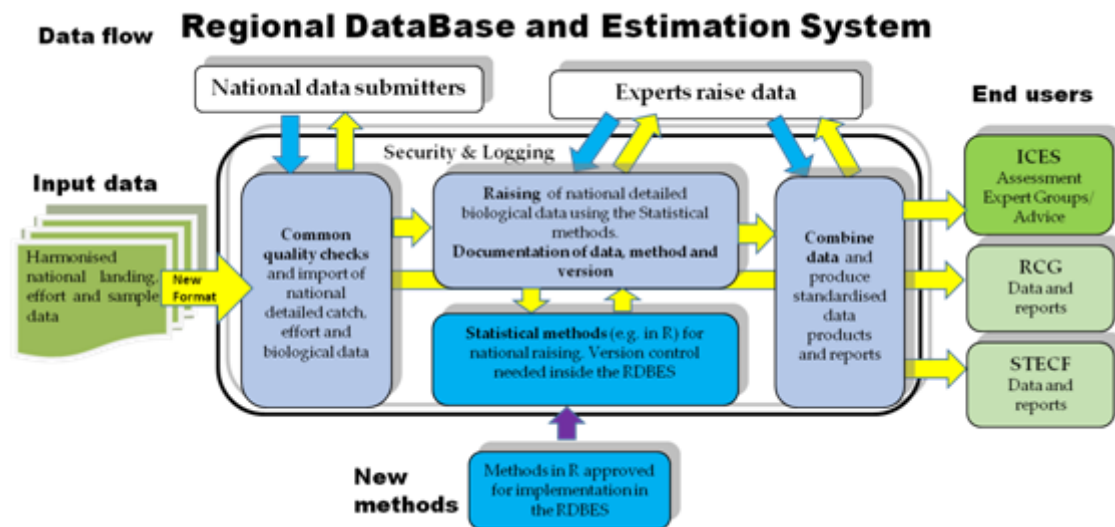 Data flow
Regional DataBase and Estimation System
National data submitters
Experts raise data
End users
Security & Logging
Input data
Harmonised
national landing,
effort and sample
data
New
Format
Common
quality checks
and import of
national
detailed catch,
effort and
biological data
Raising of national detailed
biological data using the Statistical
methods.
Documentation of data, method and
version
Statistical methods (e.g. in R) for
national raising. Version control
needed inside the RDBES
Combine
data and
produce
standardised
data
products
and reports
ICES
Assessment
Expert Groups/
Advice
RCG
Data and
reports
STECF
Data and
reports
New
methods
Methods in R approved
for implementation in
the RDBES